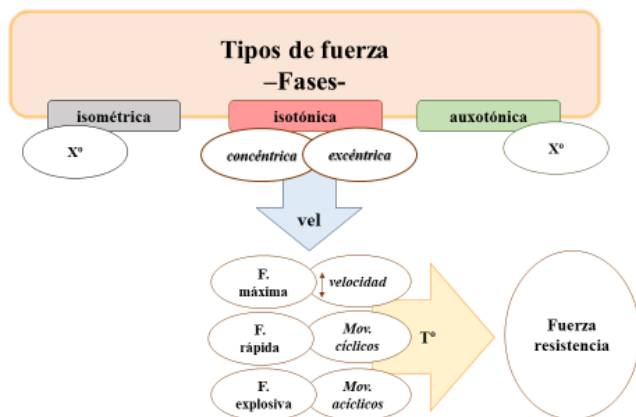 Tipos de fuerza
–Fases-
isométrica
isotónica
auxotónica
Xº
concéntrica
excéntrica
Xº
vel
F.
máxima
velocidad
F.
rápida
Mov.
cíclicos
Tº
Fuerza
resistencia
F.
explosiva
Mov.
acíclicos